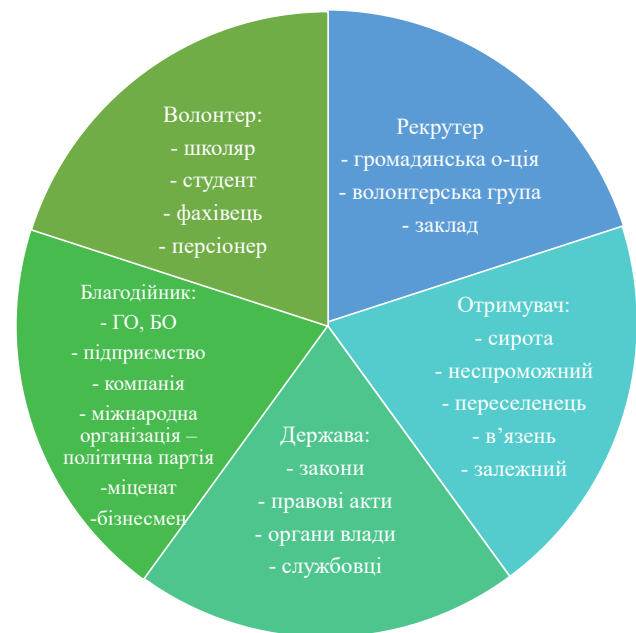 Волонтер:
- школяр
- студент
- фахівець
- персіонер
Рекрутер
- громадянська о-ція
- волонтерська група
- заклад
Отримувач:
- сирота
- неспроможний
- переселенець
- в’язень
- залежний
Держава:
- закони
- правові акти
- органи влади
- службовці
Благодійник:
- ГО, БО
- підприємство
- компанія
- міжнародна
організація –
політична партія
-міценат
-бізнесмен